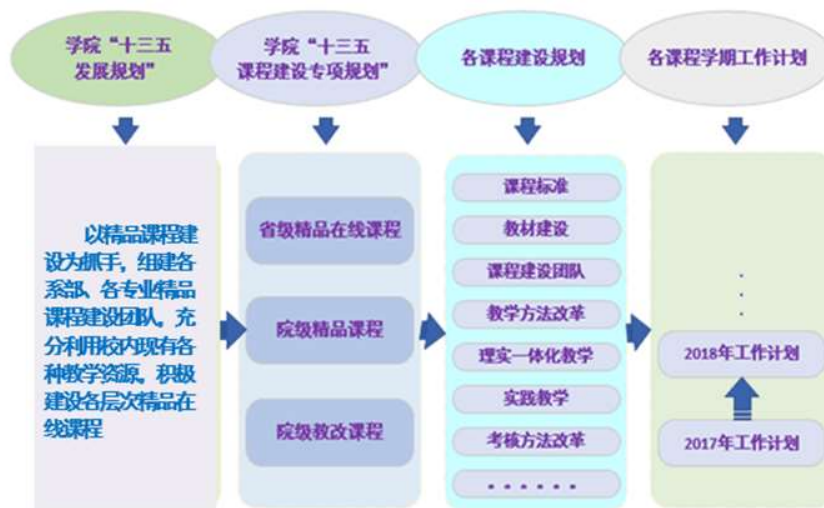 学院“十三五
发展规划”
学院“十三五
课程建设专项规划”
各课程建设规划
各课程学期工作计划
以精品课程建
设为抓手，组建各
系部、各专业精品
课程建设团队，充
分利用校内现有各
种教学资源，积极
建设各层次精品在
线课程
省级精品在线课程
院级精品课程
院级教改课程
课程标准
教材建设
课程建设团队
教学方法改革
理实一体化教学
实践教学
考核方法改革
······
·
·
·
2018年工作计划
2017年工作计划